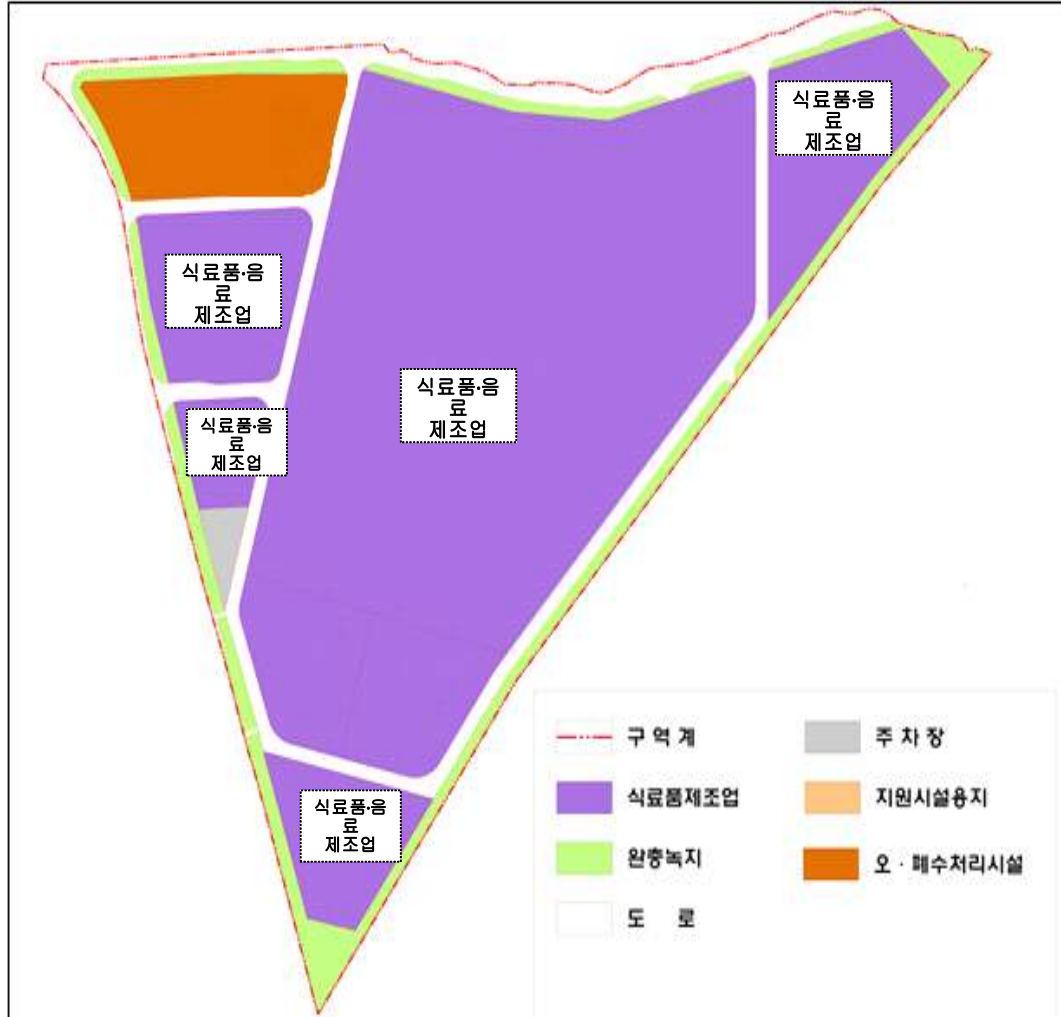 식료품·음
료
제조업
식료품·음
료
제조업
식료품·음
료
제조업
식료품·음
료
제조업
식료품·음
료
제조업
구 역 계
주 차 장
식료품제조업
지원시설용지
완충녹지
오 · 폐수처리시설
도 로